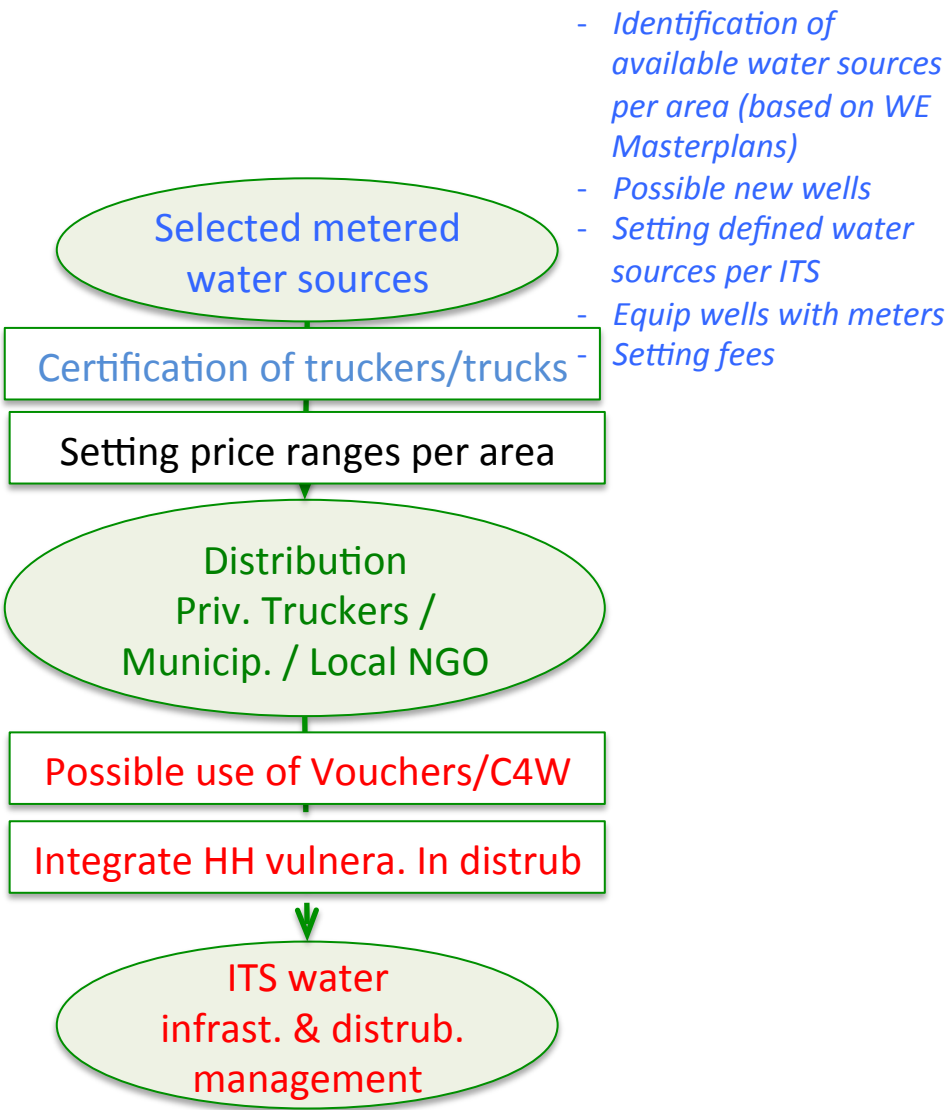 - Identification of
available water sources
per area (based on WE
Masterplans)
- Possible new wells
- Setting defined water
sources per ITS
- Equip wells with meters
- Setting fees
Selected metered
water sources
Certification of truckers/trucks
Setting price ranges per area
Distribution
Priv. Truckers /
Municip. / Local NGO
Possible use of Vouchers/C4W
Integrate HH vulnera. In distrub
ITS water
infrast. & distrub.
management